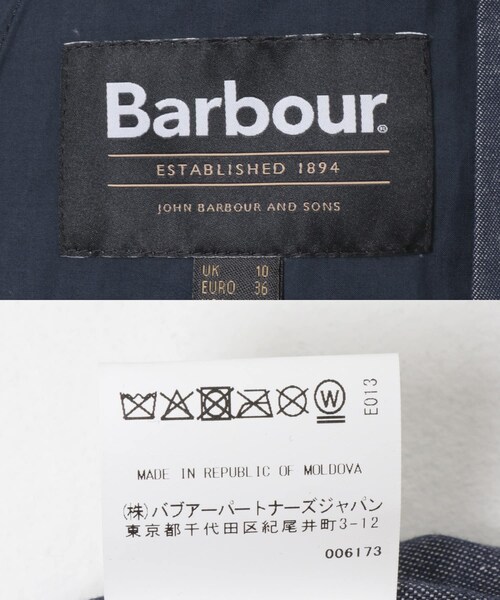 Barbour®
ESTABLISHED 1894
JOHN BARBOUR AND SONS
UK 10
EURO 36
W
E013
MADE IN REPUBLIC OF MOLDOVA
(株)バブアーパートナーズジャパン
東京都千代田区紀尾井町3-12
006173